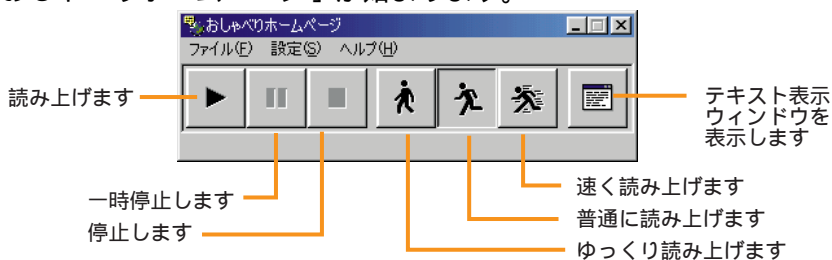 おしゃべりホームページ
ファイル(F) 設定(S) ヘルプ(H)
読み上げます
テキスト表示
ウィンドウを
表示します
一時停止します
停止します
速く読み上げます
普通に読み上げます
ゆっくり読み上げます